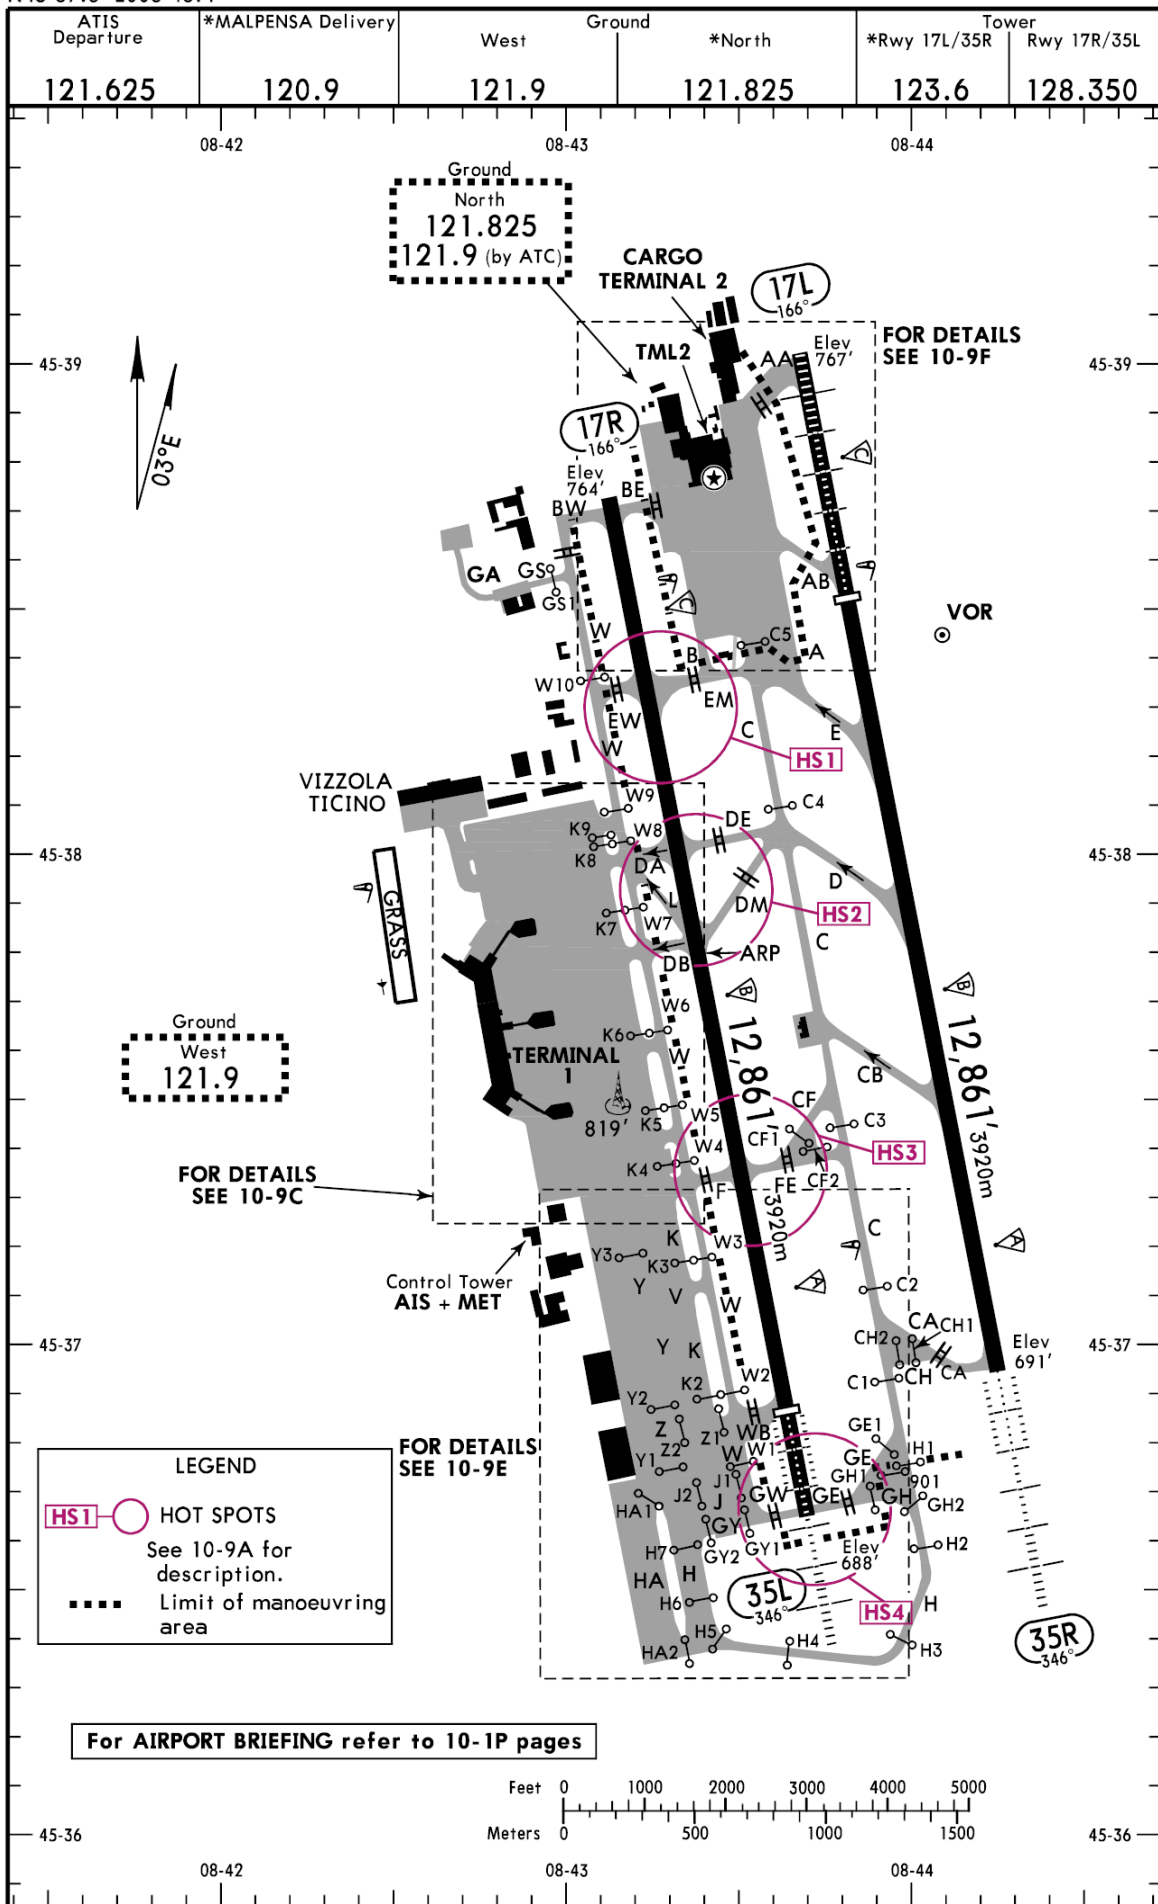 ATIS
Departure
121.625
*MALPENSA Delivery
120.9
Ground
West
121.9
*North
121.825
Tower
*Rwy 17L/35R
123.6
Rwy 17R/35L
128.350
08-42
08-43
08-44
Ground
North
121.825
121.9 (by ATC)
CARGO
TERMINAL 2
17L
166°
FOR DETAILS
SEE 10-9F
Elev
767'
45-39
45-39
TML2
AA
03°E
17R
166°
C
Elev
764'
BE
BW
GA
GS
GS1
C
AB
VOR
W
C5
B
A
W10
EM
EW
C
E
W
HS1
VIZZOLA
TICINO
W9
C4
K9
W8
DE
45-38
45-38
K8
DA
D
L
DM
HS2
GRASS
K7
W7
C
DB
ARP
B
B
W6
Ground
West
121.9
K6
12,861'
12,861'
TERMINAL
1
W
CB
CF
819'
K5
W5
CF1
C3
3920m
HS3
W4
K4
F
FE
CF2
FOR DETAILS
SEE 10-9C
3920m
K
W3
C
A
Y3
K3
Control Tower
AIS + MET
Y
V
A
C2
W
CA
CH1
45-37
45-37
Y
K
CH2
Elev
691'
K2
W2
C1
CH
CA
Y2
Z
Z1
WB
GE1
FOR DETAILS
SEE 10-9E
Z2
W
W1
GE
H1
Y1
J1
GH1
901
J2
J
GW
GE
GH
GH2
HA1
GY
GY1
H7
GY2
Elev
688'
H2
HA
H
35L
346°
H6
HS4
H
H5
H4
H3
HA2
35R
346°
LEGEND
HS1
HOT SPOTS
See 10-9A for
description.
Limit of manoeuvring
area
For AIRPORT BRIEFING refer to 10-1P pages
Feet 0 1000 2000 3000 4000 5000
Meters 0 500 1000 1500
45-36
45-36
08-42
08-43
08-44